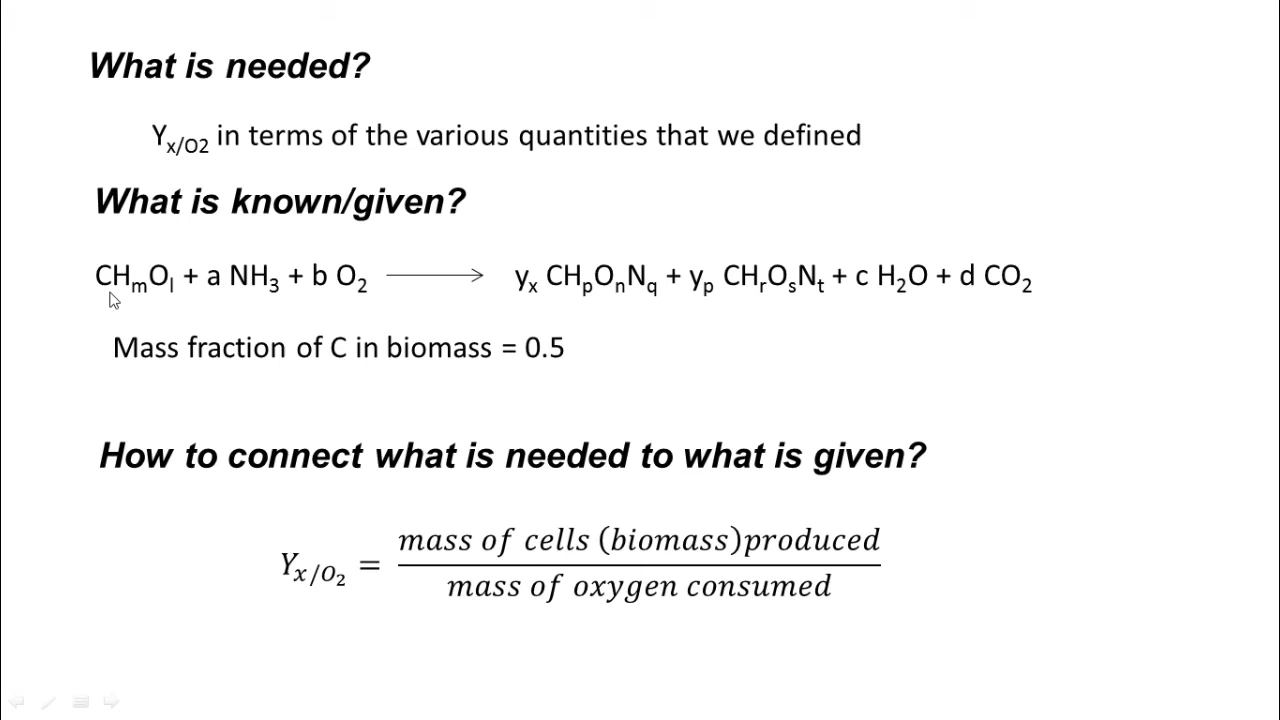 What is needed?
Yx/O2 in terms of the various quantities that we defined
What is known/given?
CHmOl + a NH3 + b O2 ⟶ yx CHpOnNq + yp CHrOsNt + c H2O + d CO2
Mass fraction of C in biomass = 0.5
How to connect what is needed to what is given?
Yx/O2 = mass of cells (biomass)produced
mass of oxygen consumed